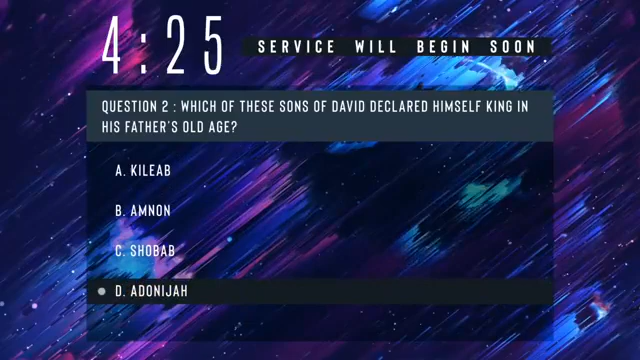 4:25
SERVICE WILL BEGIN SOON
QUESTION 2 : WHICH OF THESE SONS OF DAVID DECLARED HIMSELF KING IN
HIS FATHER'S OLD AGE?
A. KILEAB
B. AMNON
C. SHOBAB
D. ADONIJAH